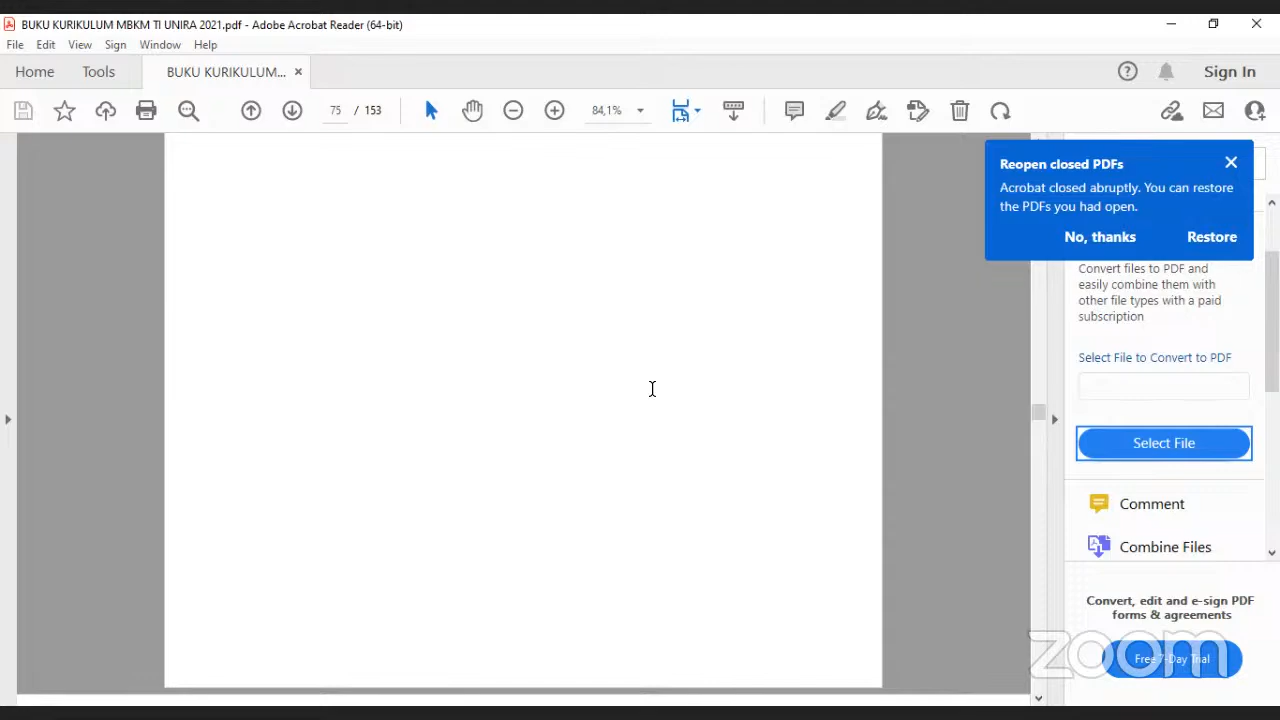 BUKU KURIKULUM MBKM TI UNIRA 2021.pdf - Adobe Acrobat Reader (64-bit)
File Edit View Sign Window Help
Home Tools BUKU KURIKULUM... Sign In
75 / 153 84,1%
Reopen closed PDFs
Acrobat closed abruptly. You can restore
the PDFs you had open.
No, thanks Restore
Convert files to PDF and
easily combine them with
other file types with a paid
subscription
Select File to Convert to PDF
Select File
Comment
Combine Files
Convert, edit and e-sign PDF
forms & agreements
Free 7-Day Trial
zoom